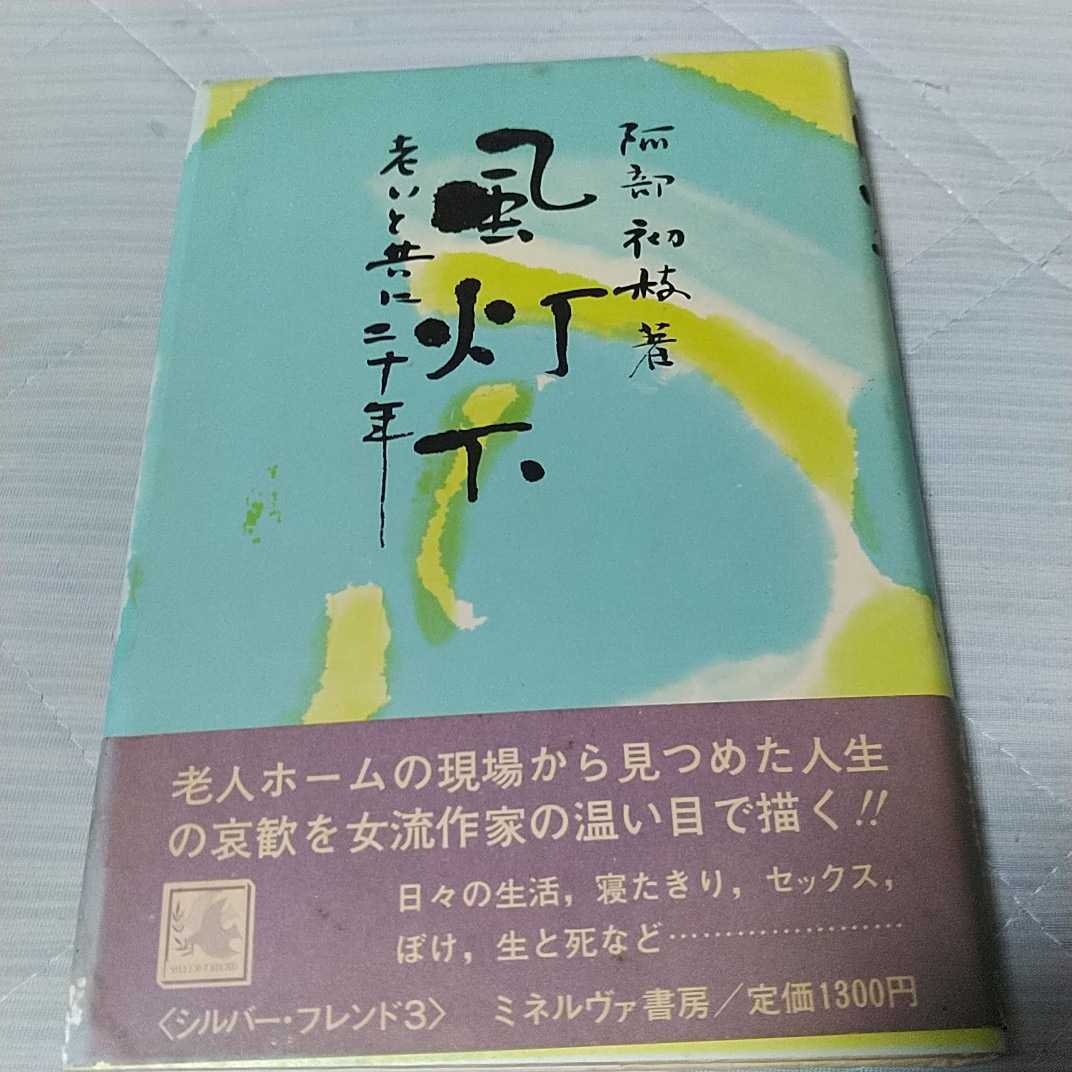 阿部初枝著
風灯下
老いと共に二十年
老人ホームの現場から見つめた人生
の哀歓を女流作家の温い目で描く!!
日々の生活，寝たきり，セックス，
ぼけ，生と死など……………………
〈シルバー・フレンド3〉 ミネルヴァ書房／定価1300円